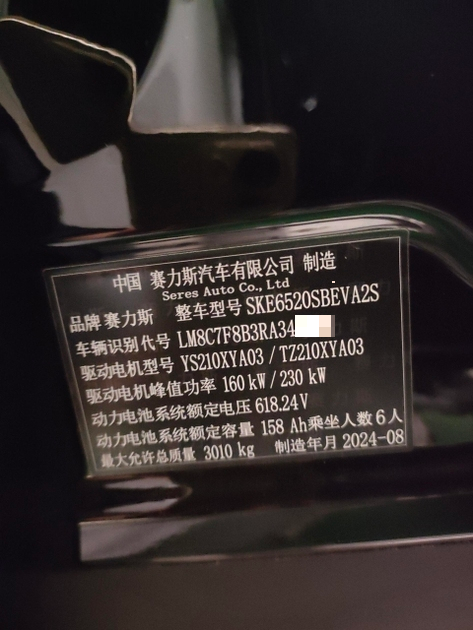 中国 赛力斯汽车有限公司 制造
Seres Auto Co., Ltd
品牌 赛力斯 整车型号 SKE6520SBEVA2S
车辆识别代号 LM8C7F8B3RA34
驱动电机型号 YS210XYA03 / TZ210XYA03
驱动电机峰值功率 160 kW / 230 kW
动力电池系统额定电压 618.24V
动力电池系统额定容量 158 Ah 乘坐人数 6 人
最大允许总质量 3010 kg 制造年月 2024-08